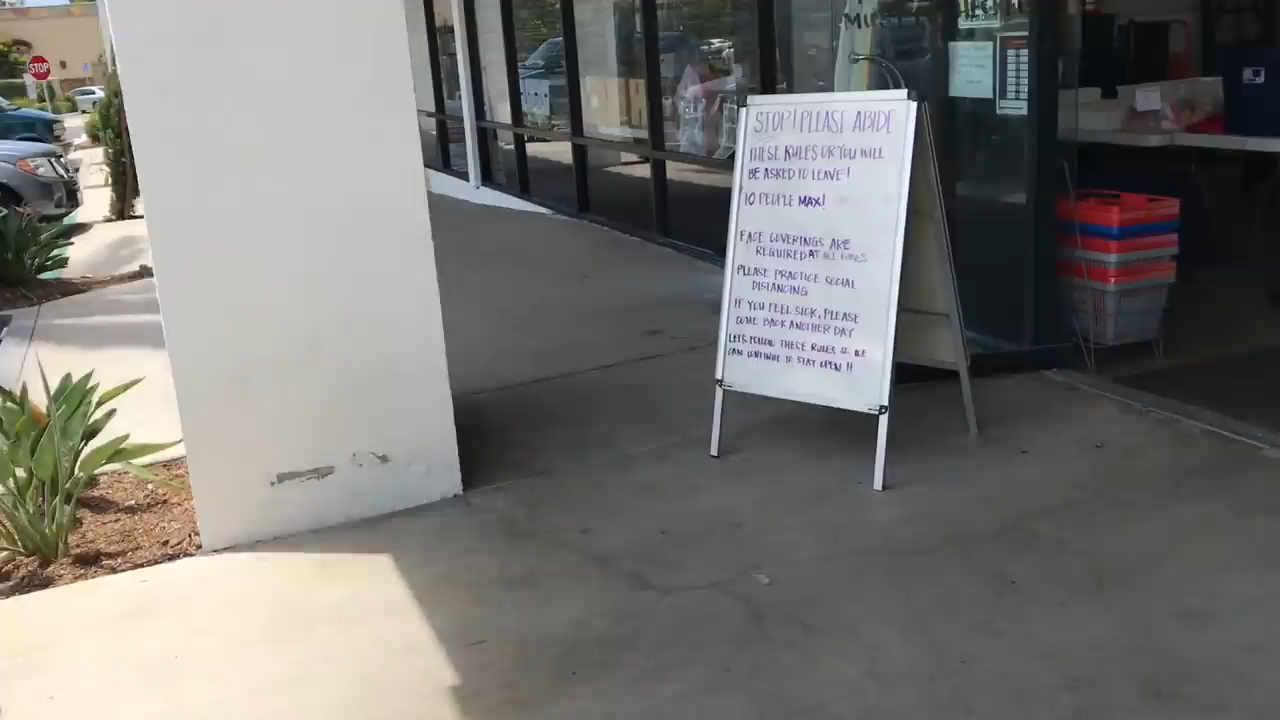 STOP
STOP! PLEASE ABIDE
THESE RULES OR YOU WILL
BE ASKED TO LEAVE!
10 PEOPLE MAX!
FACE COVERINGS ARE
REQUIRED AT ALL TIMES
PLEASE PRACTICE SOCIAL
DISTANCING
IF YOU FEEL SICK, PLEASE
COME BACK ANOTHER DAY
LETS FOLLOW THESE RULES SO WE
CAN CONTINUE TO STAY OPEN !!